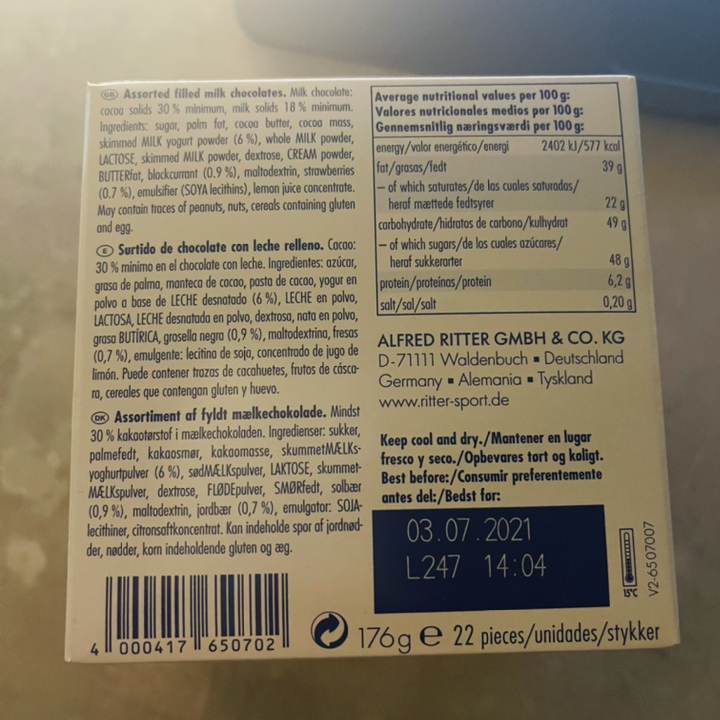 GB Assorted filled milk chocolates. Milk chocolate:
cocoa solids 30 % minimum, milk solids 18 % minimum.
Ingredients: sugar, palm fat, cocoa butter, cocoa mass,
skimmed MILK yogurt powder (6 %), whole MILK powder,
LACTOSE, skimmed MILK powder, dextrose, CREAM powder,
BUTTERfat, blackcurrant (0.9 %), maltodextrin, strawberries
(0.7 %), emulsifier (SOYA lecithins), lemon juice concentrate.
May contain traces of peanuts, nuts, cereals containing gluten
and egg.
E Surtido de chocolate con leche relleno. Cacao:
30 % minimo en el chocolate con leche. Ingredientes: azúcar,
grasa de palma, manteca de cacao, pasta de cacao, yogur en
polvo a base de LECHE desnatado (6 %), LECHE en polvo,
LACTOSA, LECHE desnatada en polvo, dextrosa, nata en polvo,
grasa BUTÍRICA, grosella negra (0,9 %), maltodextrina, fresas
(0,7 %), emulgente: lecitina de soja, concentrado de jugo de
limón. Puede contener trazas de cacahuetes, frutos de cásca-
ra, cereales que contengan gluten y huevo.
DK Assortiment af fyldt mælkechokolade. Mindst
30 % kakaotørstof i mælkechokoladen. Ingredienser: sukker,
palmefedt, kakaosmør, kakaomasse, skummetMÆLKs-
yoghurtpulver (6 %), sødMÆLKspulver, LAKTOSE, skummet-
MÆLKspulver, dextrose, FLØDEpulver, SMØRfedt, solbær
(0,9 %), maltodextrin, jordbær (0,7 %), emulgator: SOJA-
lecithiner, citronsaftkoncentrat. Kan indeholde spor af jordnød-
der, nødder, korn indeholdende gluten og æg.
4 000417 650702
Average nutritional values per 100 g:
Valores nutricionales medios por 100 g:
Gennemsnitlig næringsværdi per 100 g:
energy/valor energético/energi 2402 kJ/577 kcal
fat/grasas/fedt 39 g
– of which saturates/de las cuales saturadas/
heraf mættede fedtsyrer 22 g
carbohydrate/hidratos de carbono/kulhydrat 49 g
– of which sugars/de los cuales azúcares/
heraf sukkerarter 48 g
protein/proteínas/protein 6,2 g
salt/sal/salt 0,20 g
ALFRED RITTER GMBH & CO. KG
D-71111 Waldenbuch ▪ Deutschland
Germany ▪ Alemania ▪ Tyskland
www.ritter-sport.de
Keep cool and dry./Mantener en lugar
fresco y seco./Opbevares tørt og køligt.
Best before:/Consumir preferentemente
antes del:/Bedst før:
03.07.2021
L247 14:04
15°C
V2-6507007
176g e 22 pieces/unidades/stykker